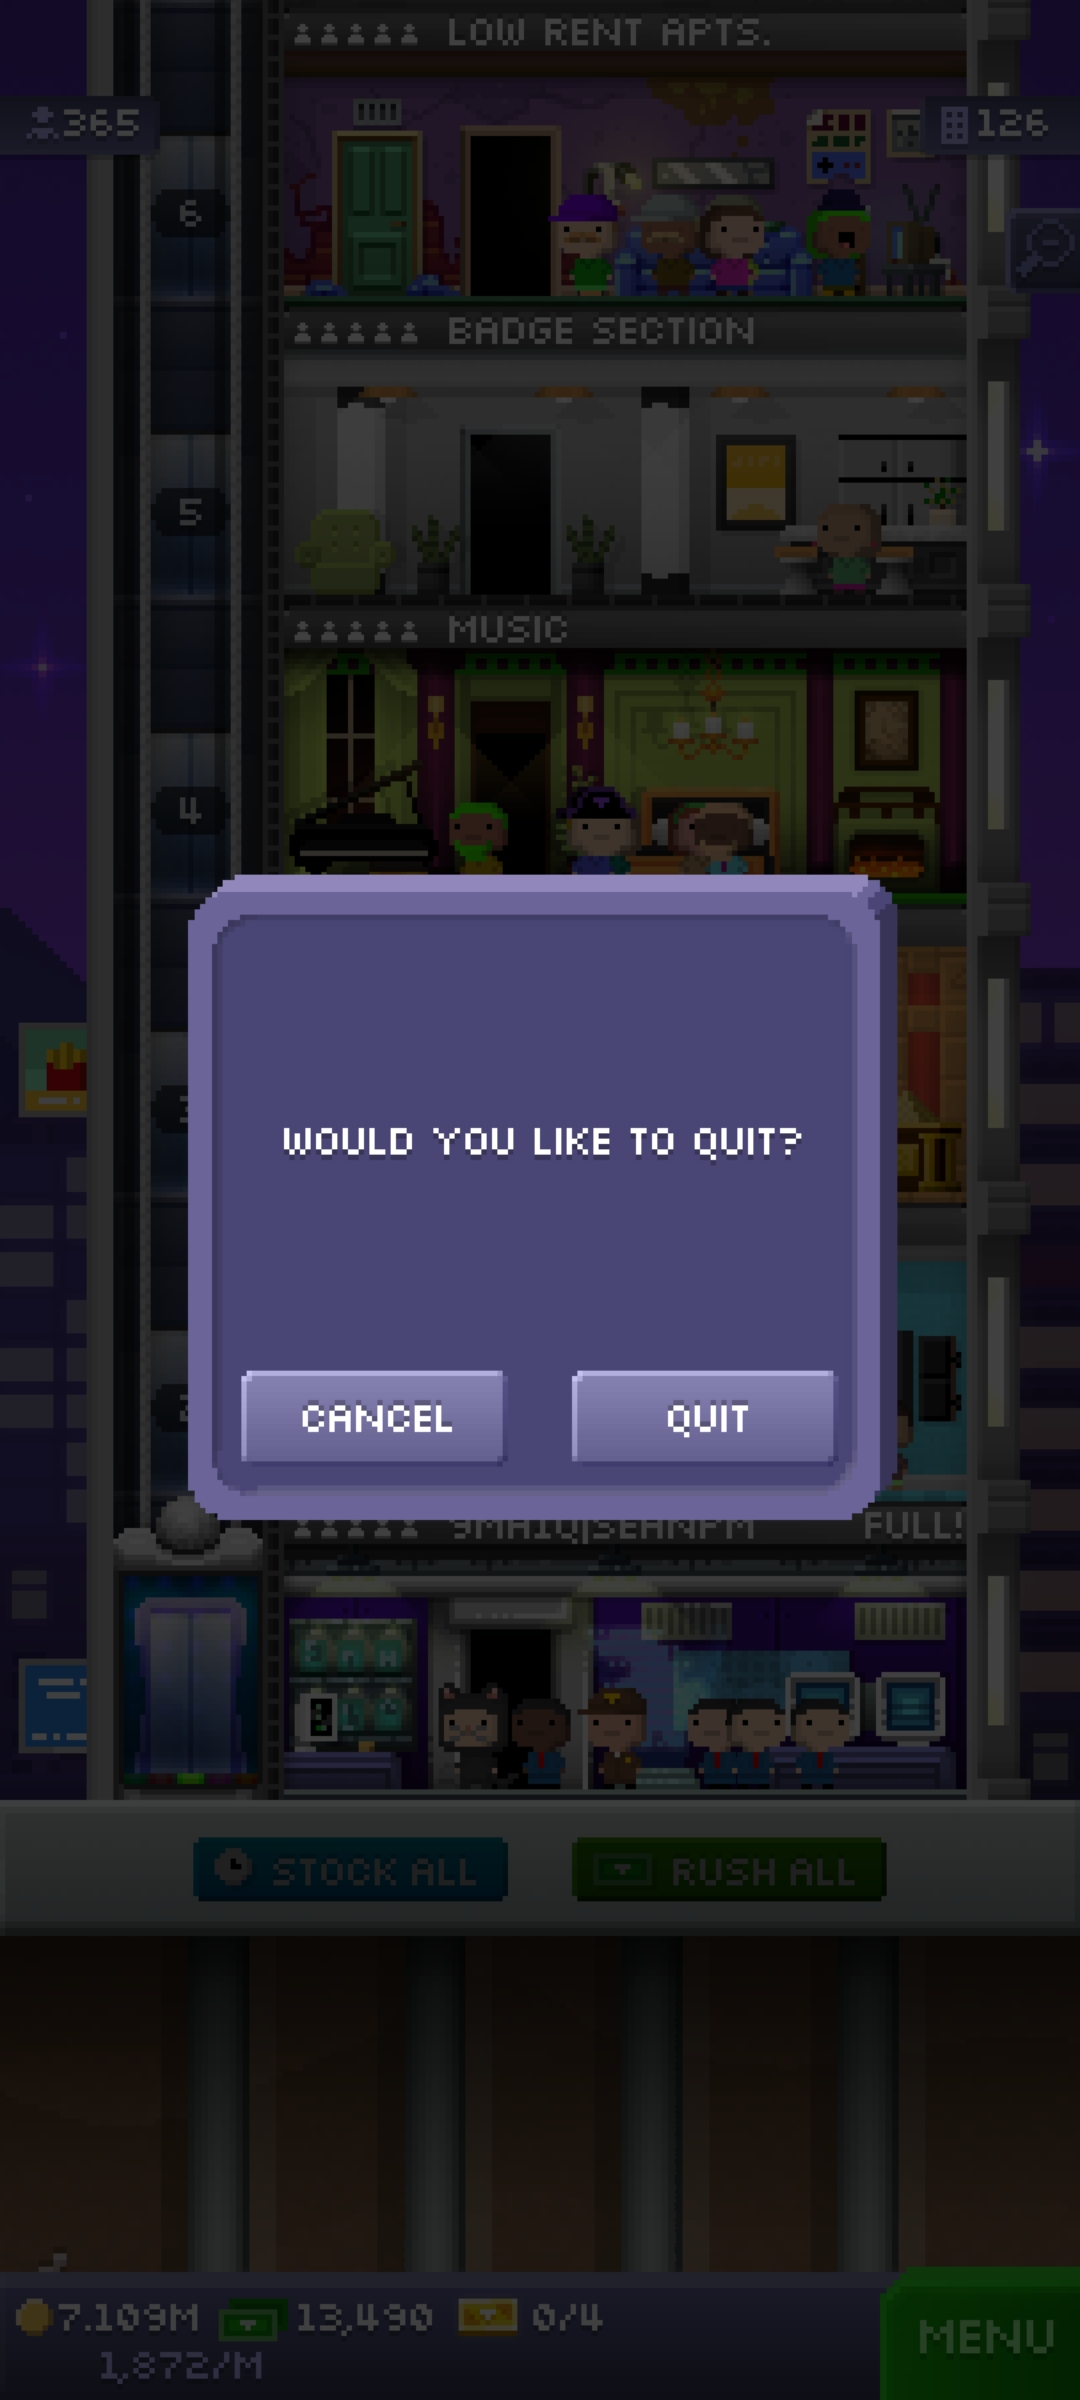 LOW RENT APTS.
365
126
6
BADGE SECTION
5
MUSIC
4
WOULD YOU LIKE TO QUIT?
CANCEL
QUIT
FULL!
STOCK ALL
RUSH ALL
7.109M
13,490
0/4
MENU
1,872/M